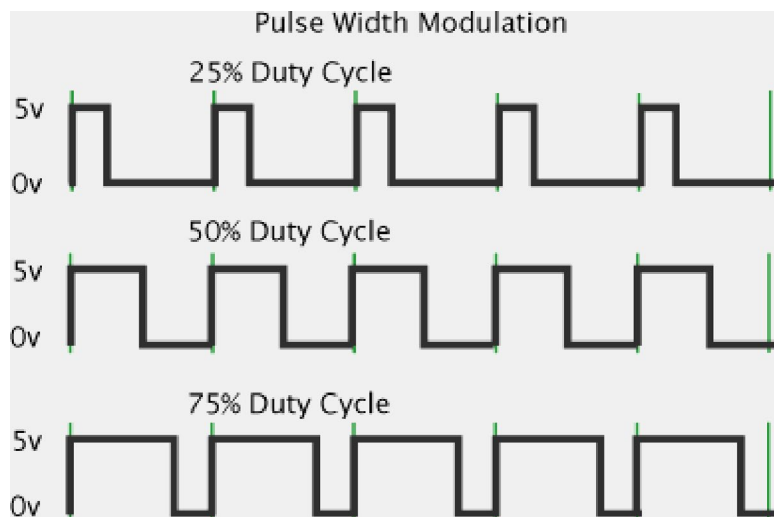 Pulse Width Modulation
25% Duty Cycle
5v
0v
50% Duty Cycle
5v
0v
75% Duty Cycle
5v
0v